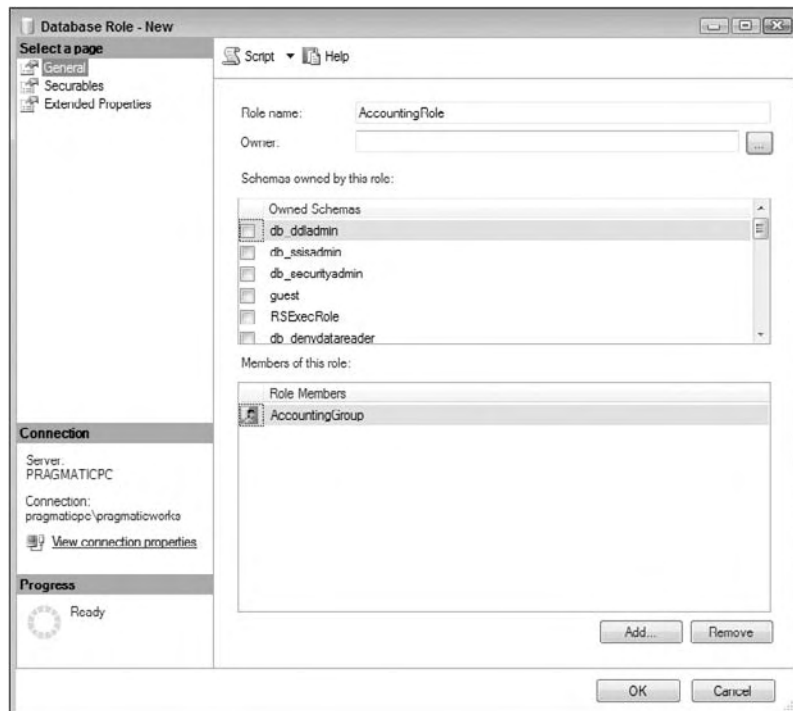 Database Role - New
Select a page
General
Securables
Extended Properties
Script Help
Role name: AccountingRole
Owner: ...
Schemas owned by this role:
Owned Schemas
db_ddladmin
db_ssisadmin
db_securityadmin
guest
RSExecRole
db_denydatareader
Members of this role:
Role Members
AccountingGroup
Connection
Server:
PRAGMATICPC
Connection:
pragmaticpc\pragmaticworks
View connection properties
Progress
Ready
Add... Remove
OK Cancel